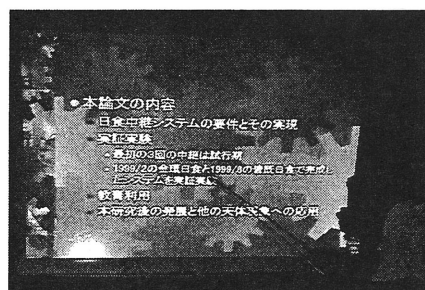 本論文の内容
日食中継システムの要件とその実現
実証実験
最初の3回の中継は試行期
1999/2の金環日食と1999/8の皆既日食で完成し
たシステムを実証実
教育利用
本研究後の発展と他の天体現象への応用